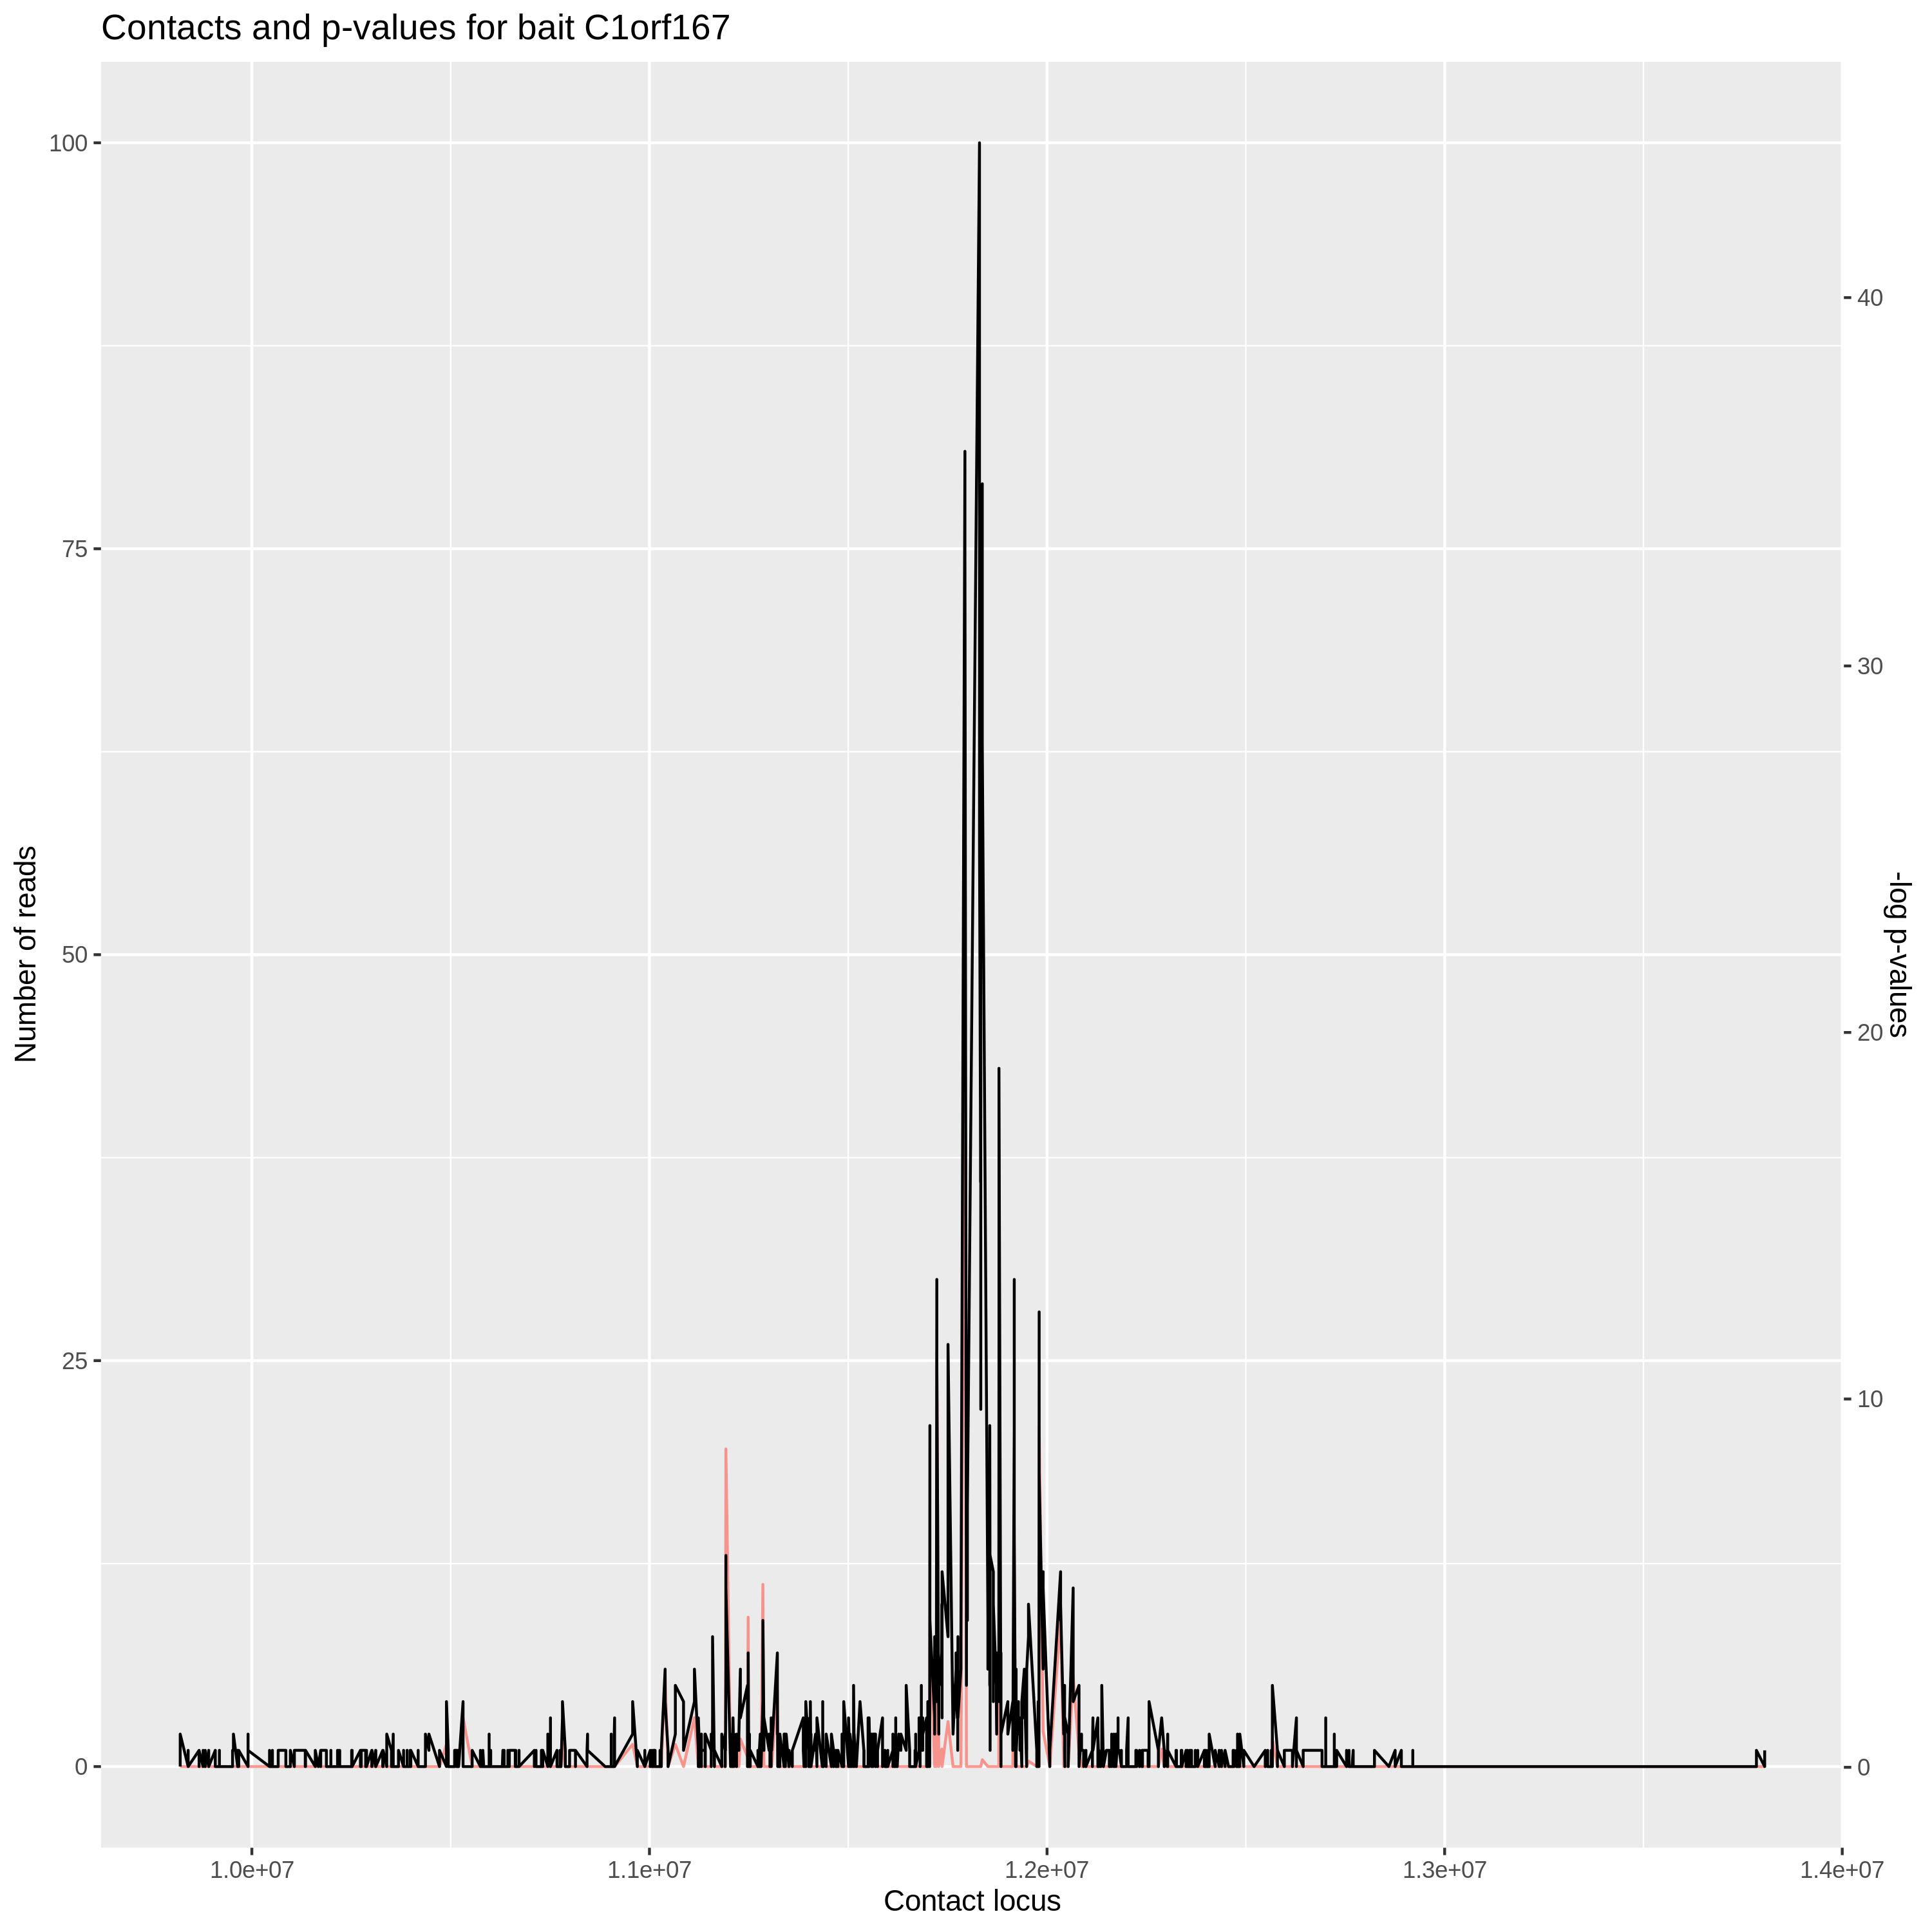 Contacts and p-values for bait C1orf167
100
75
50
25
0
Number of reads
40
30
20
10
0
-log p-values
1.0e+07
1.1e+07
1.2e+07
1.3e+07
1.4e+07
Contact locus